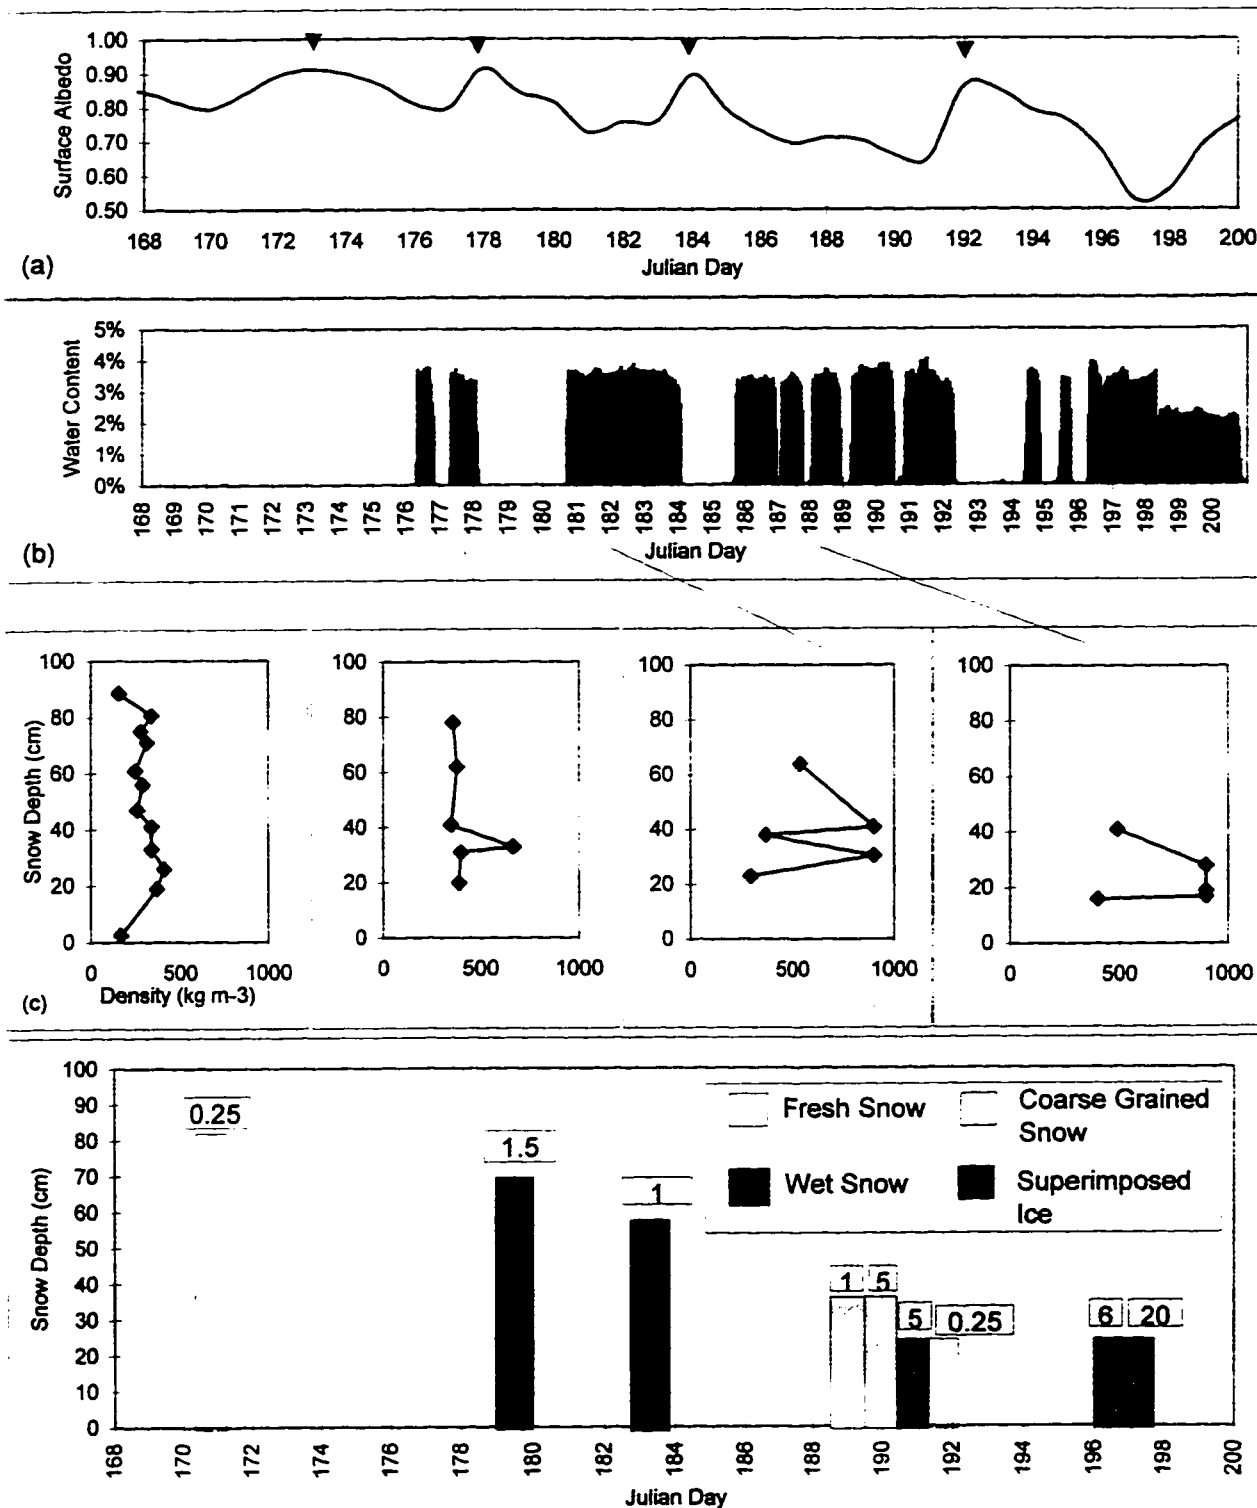 1.00
0.90
0.80
0.70
0.60
0.50
Surface Albedo
168 170 172 174 176 178 180 182 184 186 188 190 192 194 196 198 200
Julian Day
(a)
5%
4%
3%
2%
1%
0%
Water Content
168 169 170 171 172 173 174 175 176 177 178 179 180 181 182 183 184 185 186 187 188 189 190 191 192 193 194 195 196 197 198 199 200
Julian Day
(b)
100
80
60
40
20
0
Snow Depth (cm)
0 500 1000
Density (kg m-3)
100
80
60
40
20
0
0 500 1000
100
80
60
40
20
0
0 500 1000
100
80
60
40
20
0
0 500 1000
(c)
100
90
80
70
60
50
40
30
20
10
0
Snow Depth (cm)
0.25
1.5
1
1 5
5 0.25
6 20
Fresh Snow
Coarse Grained
Snow
Wet Snow
Superimposed
Ice
168 170 172 174 176 178 180 182 184 186 188 190 192 194 196 198 200
Julian Day